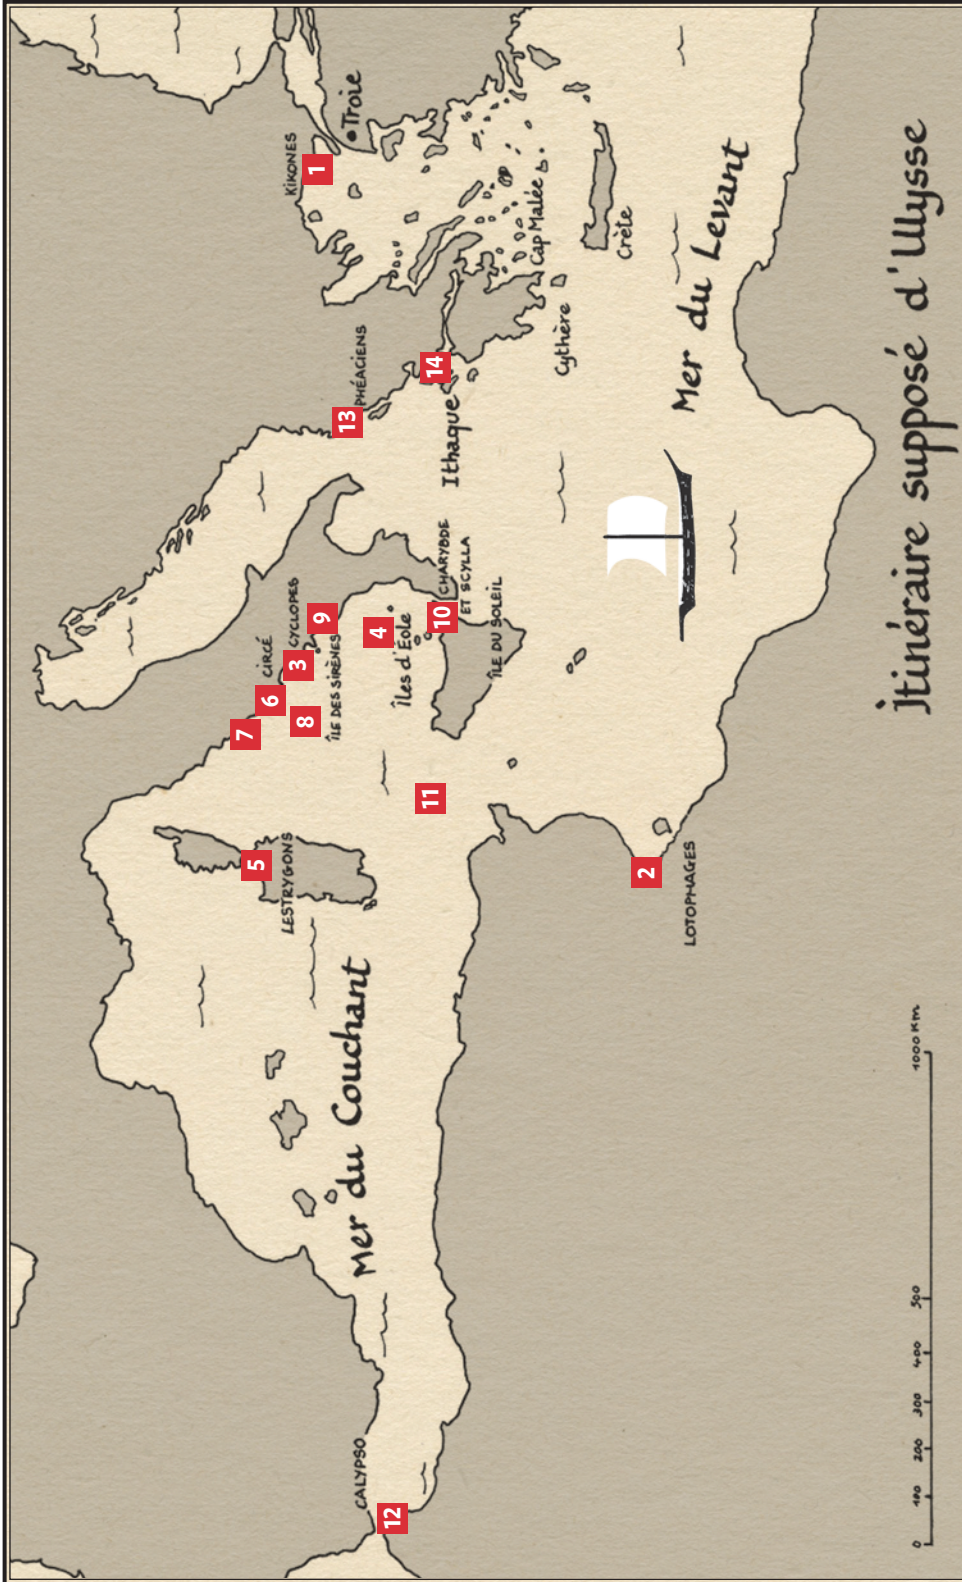 KIKONES
1
Troie
PHÉACIENS
13
14
Ithaque
Cap Malée
Cythère
Crète
Mer du Levant
CIRCÉ
CYCLOPES
7
6
3
9
8
ÎLE DES SIRÈNES
4
Îles d'Éole
10
CHARYBDE
ET SCYLLA
ÎLE DU SOLEIL
11
5
LESTRYGONS
2
LOTOPHAGES
Mer du Couchant
CALYPSO
12
0 100 200 300 400 500 1000 Km
Itinéraire supposé d'Ulysse